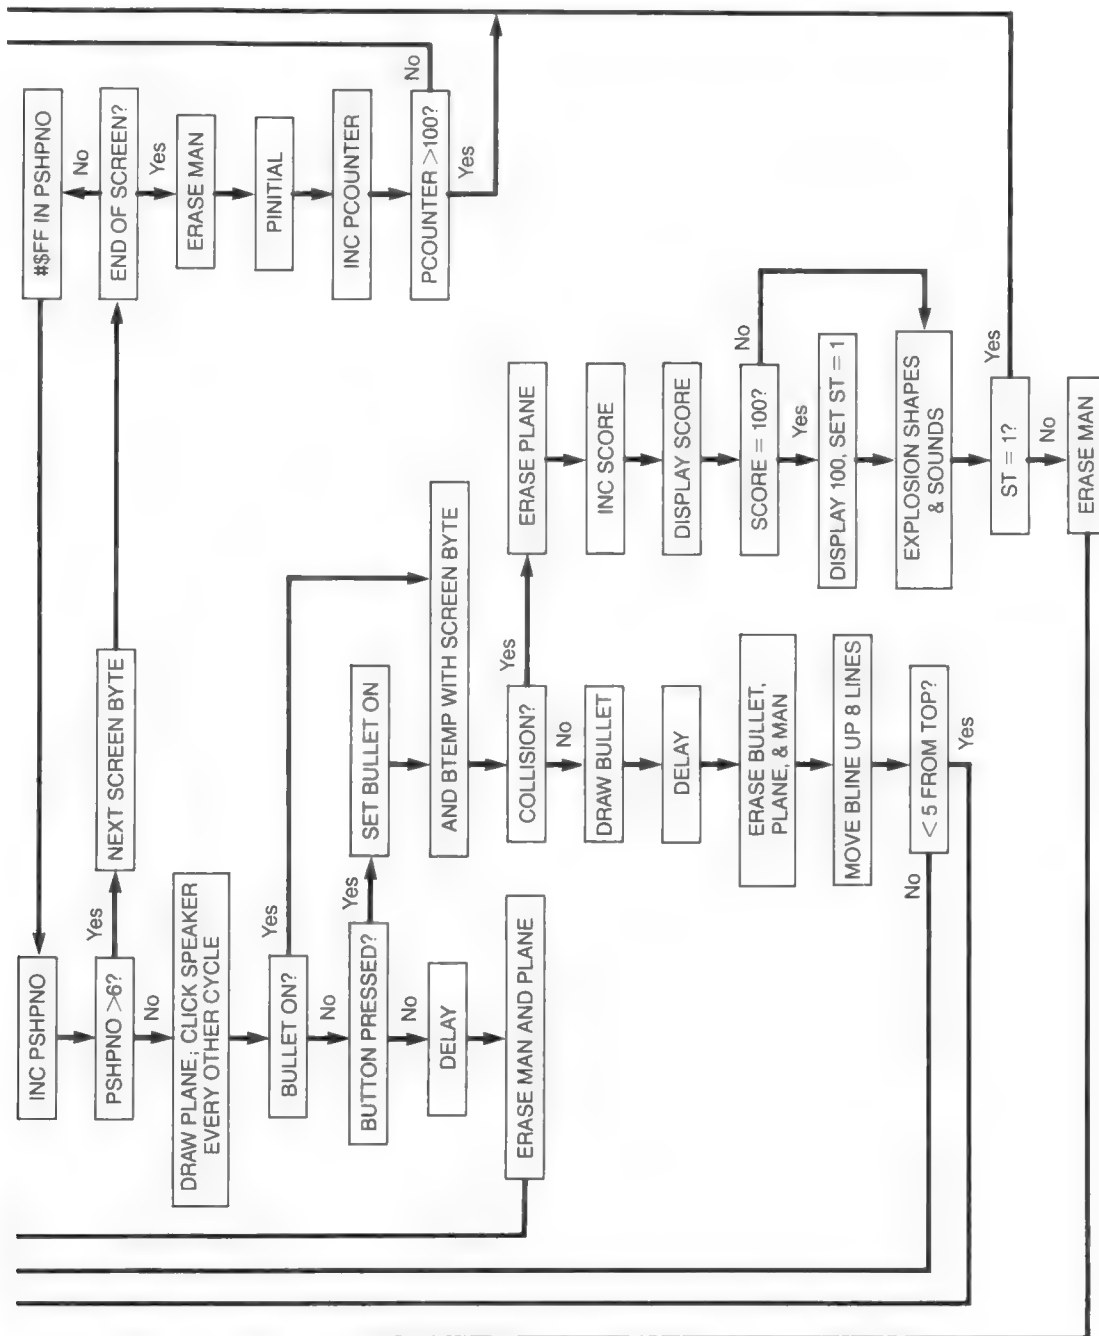 INC PSHPNO
PSHPNO >6?
Yes
No
DRAW PLANE; CLICK SPEAKER
EVERY OTHER CYCLE
BULLET ON?
Yes
No
BUTTON PRESSED?
Yes
No
DELAY
ERASE MAN AND PLANE
NEXT SCREEN BYTE
SET BULLET ON
AND BTEMP WITH SCREEN BYTE
COLLISION?
Yes
No
DRAW BULLET
DELAY
ERASE BULLET,
PLANE, & MAN
MOVE BLINE UP 8 LINES
< 5 FROM TOP?
No
Yes
#$FF IN PSHPNO
No
END OF SCREEN?
Yes
ERASE MAN
PINITIAL
INC PCOUNTER
PCOUNTER >100?
No
Yes
ERASE PLANE
INC SCORE
DISPLAY SCORE
SCORE = 100?
No
Yes
DISPLAY 100, SET ST = 1
EXPLOSION SHAPES
& SOUNDS
ST = 1?
Yes
No
ERASE MAN